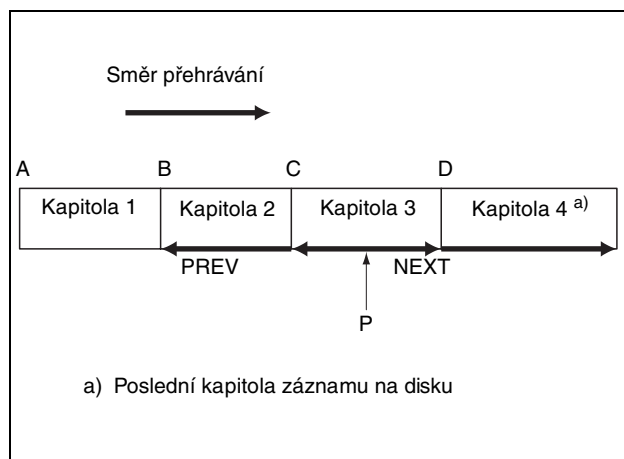 Směr přehrávání
A B C D
Kapitola 1 Kapitola 2 Kapitola 3 Kapitola 4 a)
PREV NEXT
P
a) Poslední kapitola záznamu na disku